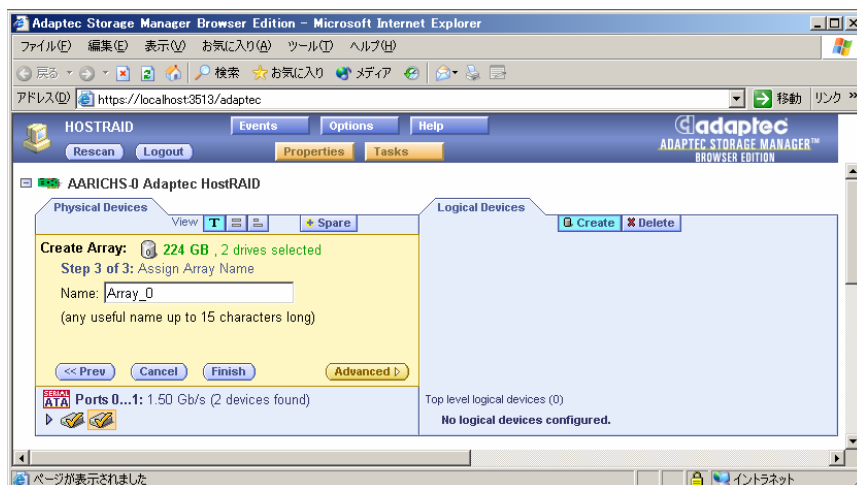 Adaptec Storage Manager Browser Edition - Microsoft Internet Explorer
ファイル(F) 編集(E) 表示(V) お気に入り(A) ツール(T) ヘルプ(H)
戻る 検索 お気に入り メディア
アドレス(D) https://localhost:3513/adaptec 移動 リンク »
HOSTRAID Events Options Help adaptec
Rescan Logout Properties Tasks ADAPTEC STORAGE MANAGER™
BROWSER EDITION
AARICHS-0 Adaptec HostRAID
Physical Devices Logical Devices
View T + Spare Create Delete
Create Array: 224 GB , 2 drives selected
Step 3 of 3: Assign Array Name
Name: Array_0
(any useful name up to 15 characters long)
<< Prev Cancel Finish Advanced
SERIAL ATA Ports 0...1: 1.50 Gb/s (2 devices found) Top level logical devices (0)
No logical devices configured.
ページが表示されました イントラネット